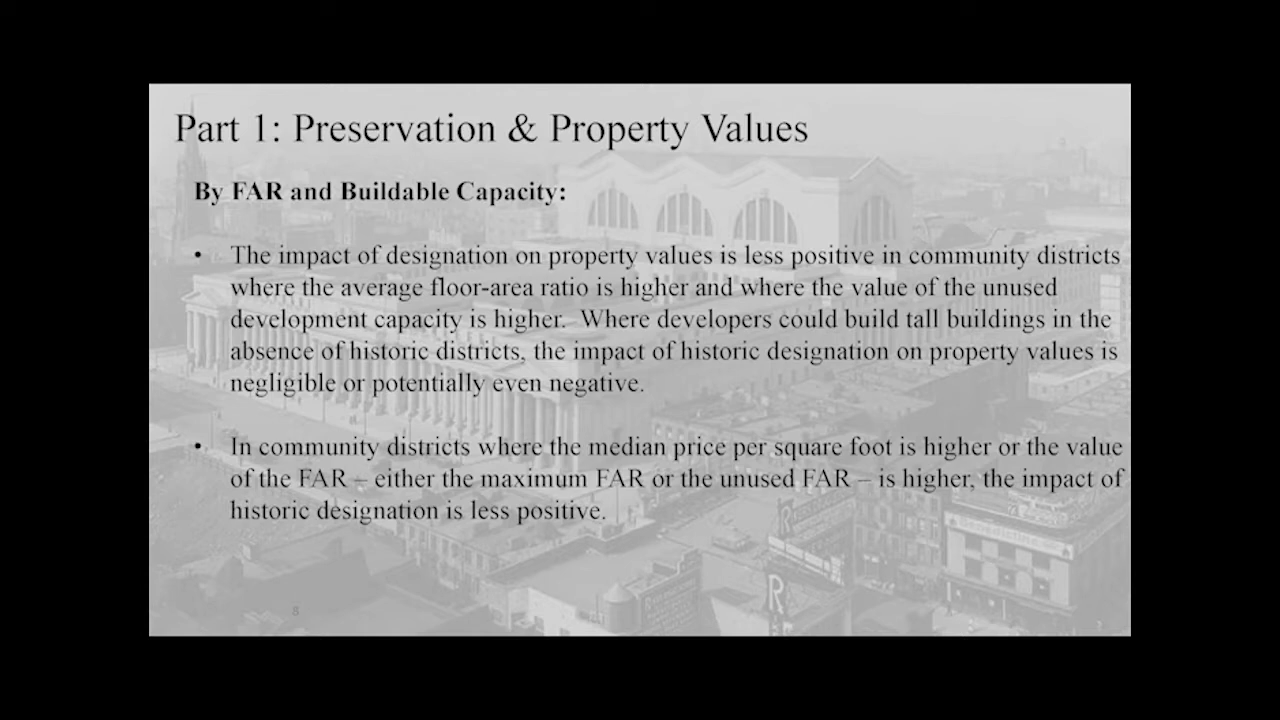 Part 1: Preservation & Property Values
By FAR and Buildable Capacity:
• The impact of designation on property values is less positive in community districts
where the average floor-area ratio is higher and where the value of the unused
development capacity is higher.  Where developers could build tall buildings in the
absence of historic districts, the impact of historic designation on property values is
negligible or potentially even negative.
• In community districts where the median price per square foot is higher or the value
of the FAR – either the maximum FAR or the unused FAR – is higher, the impact of
historic designation is less positive.
R
R
8